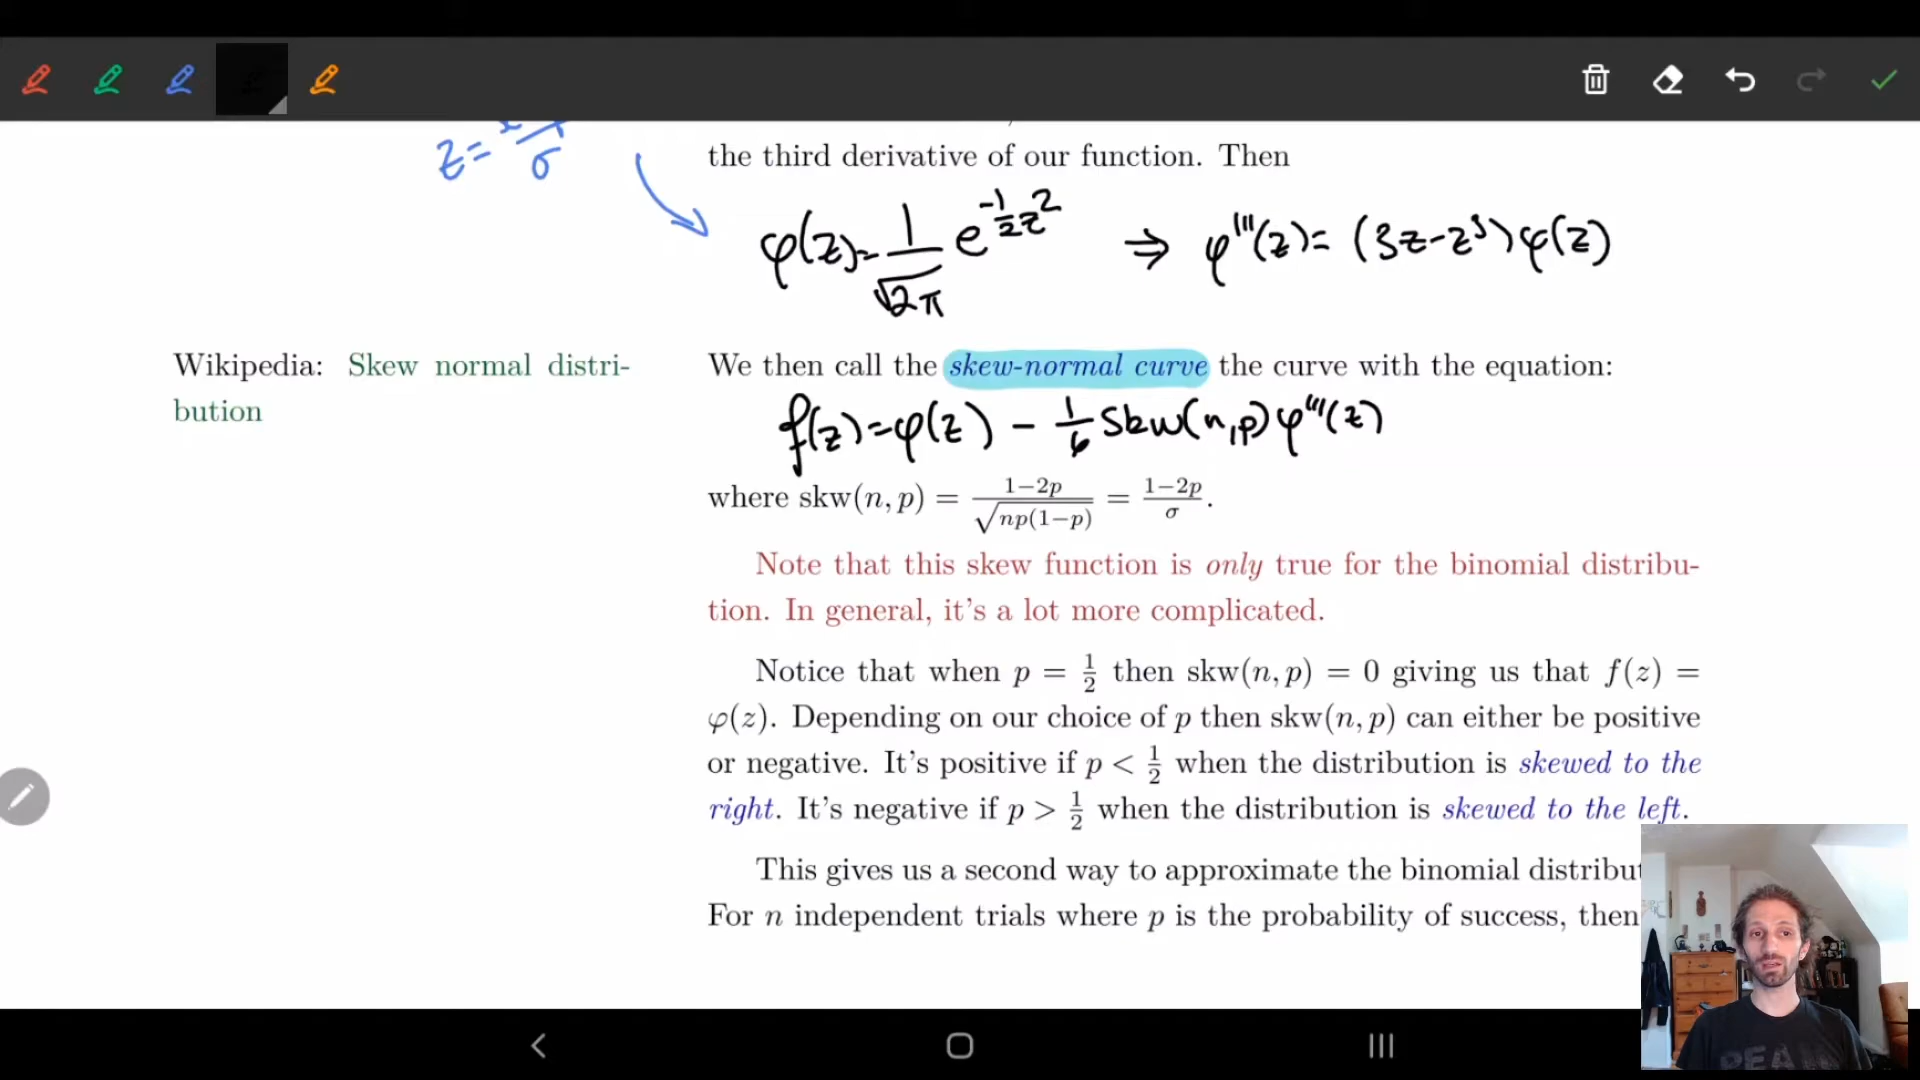 z=
σ
the third derivative of our function. Then
φ(z)=1/√2π e^-1/2z² ⇒ φ'''(z)= (3z-z³)φ(z)
Wikipedia: Skew normal distri-
bution
We then call the skew-normal curve the curve with the equation:
f(z)=φ(z) - 1/6 Skw(n,p)φ'''(z)
where skw(n, p) = 1−2p/√np(1−p) = 1−2p/σ.
Note that this skew function is only true for the binomial distribu-
tion. In general, it's a lot more complicated.
Notice that when p = 1/2 then skw(n, p) = 0 giving us that f(z) =
φ(z). Depending on our choice of p then skw(n, p) can either be positive
or negative. It's positive if p < 1/2 when the distribution is skewed to the
right. It's negative if p > 1/2 when the distribution is skewed to the left.
This gives us a second way to approximate the binomial distribut
For n independent trials where p is the probability of success, then